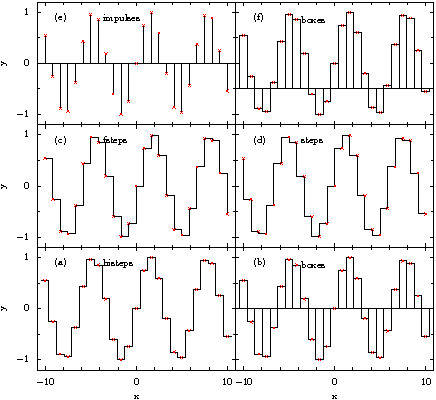 (e) impulses
(f) boxes
y
0
−1
(c) fsteps
(d) steps
1
y
0
−1
(a) histeps
(b) boxes
1
y
0
−1
−10 0 10 −10 0 10
x x